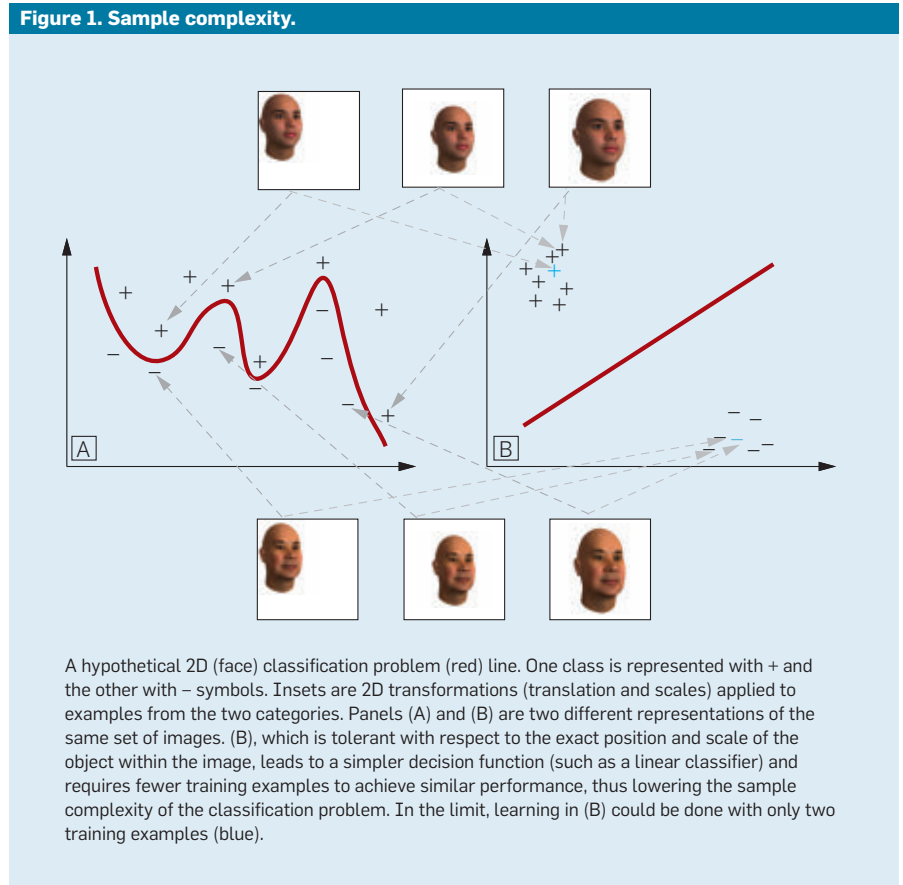 Figure 1. Sample complexity.
A
B
A hypothetical 2D (face) classification problem (red) line. One class is represented with + and
the other with – symbols. Insets are 2D transformations (translation and scales) applied to
examples from the two categories. Panels (A) and (B) are two different representations of the
same set of images. (B), which is tolerant with respect to the exact position and scale of the
object within the image, leads to a simpler decision function (such as a linear classifier) and
requires fewer training examples to achieve similar performance, thus lowering the sample
complexity of the classification problem. In the limit, learning in (B) could be done with only two
training examples (blue).